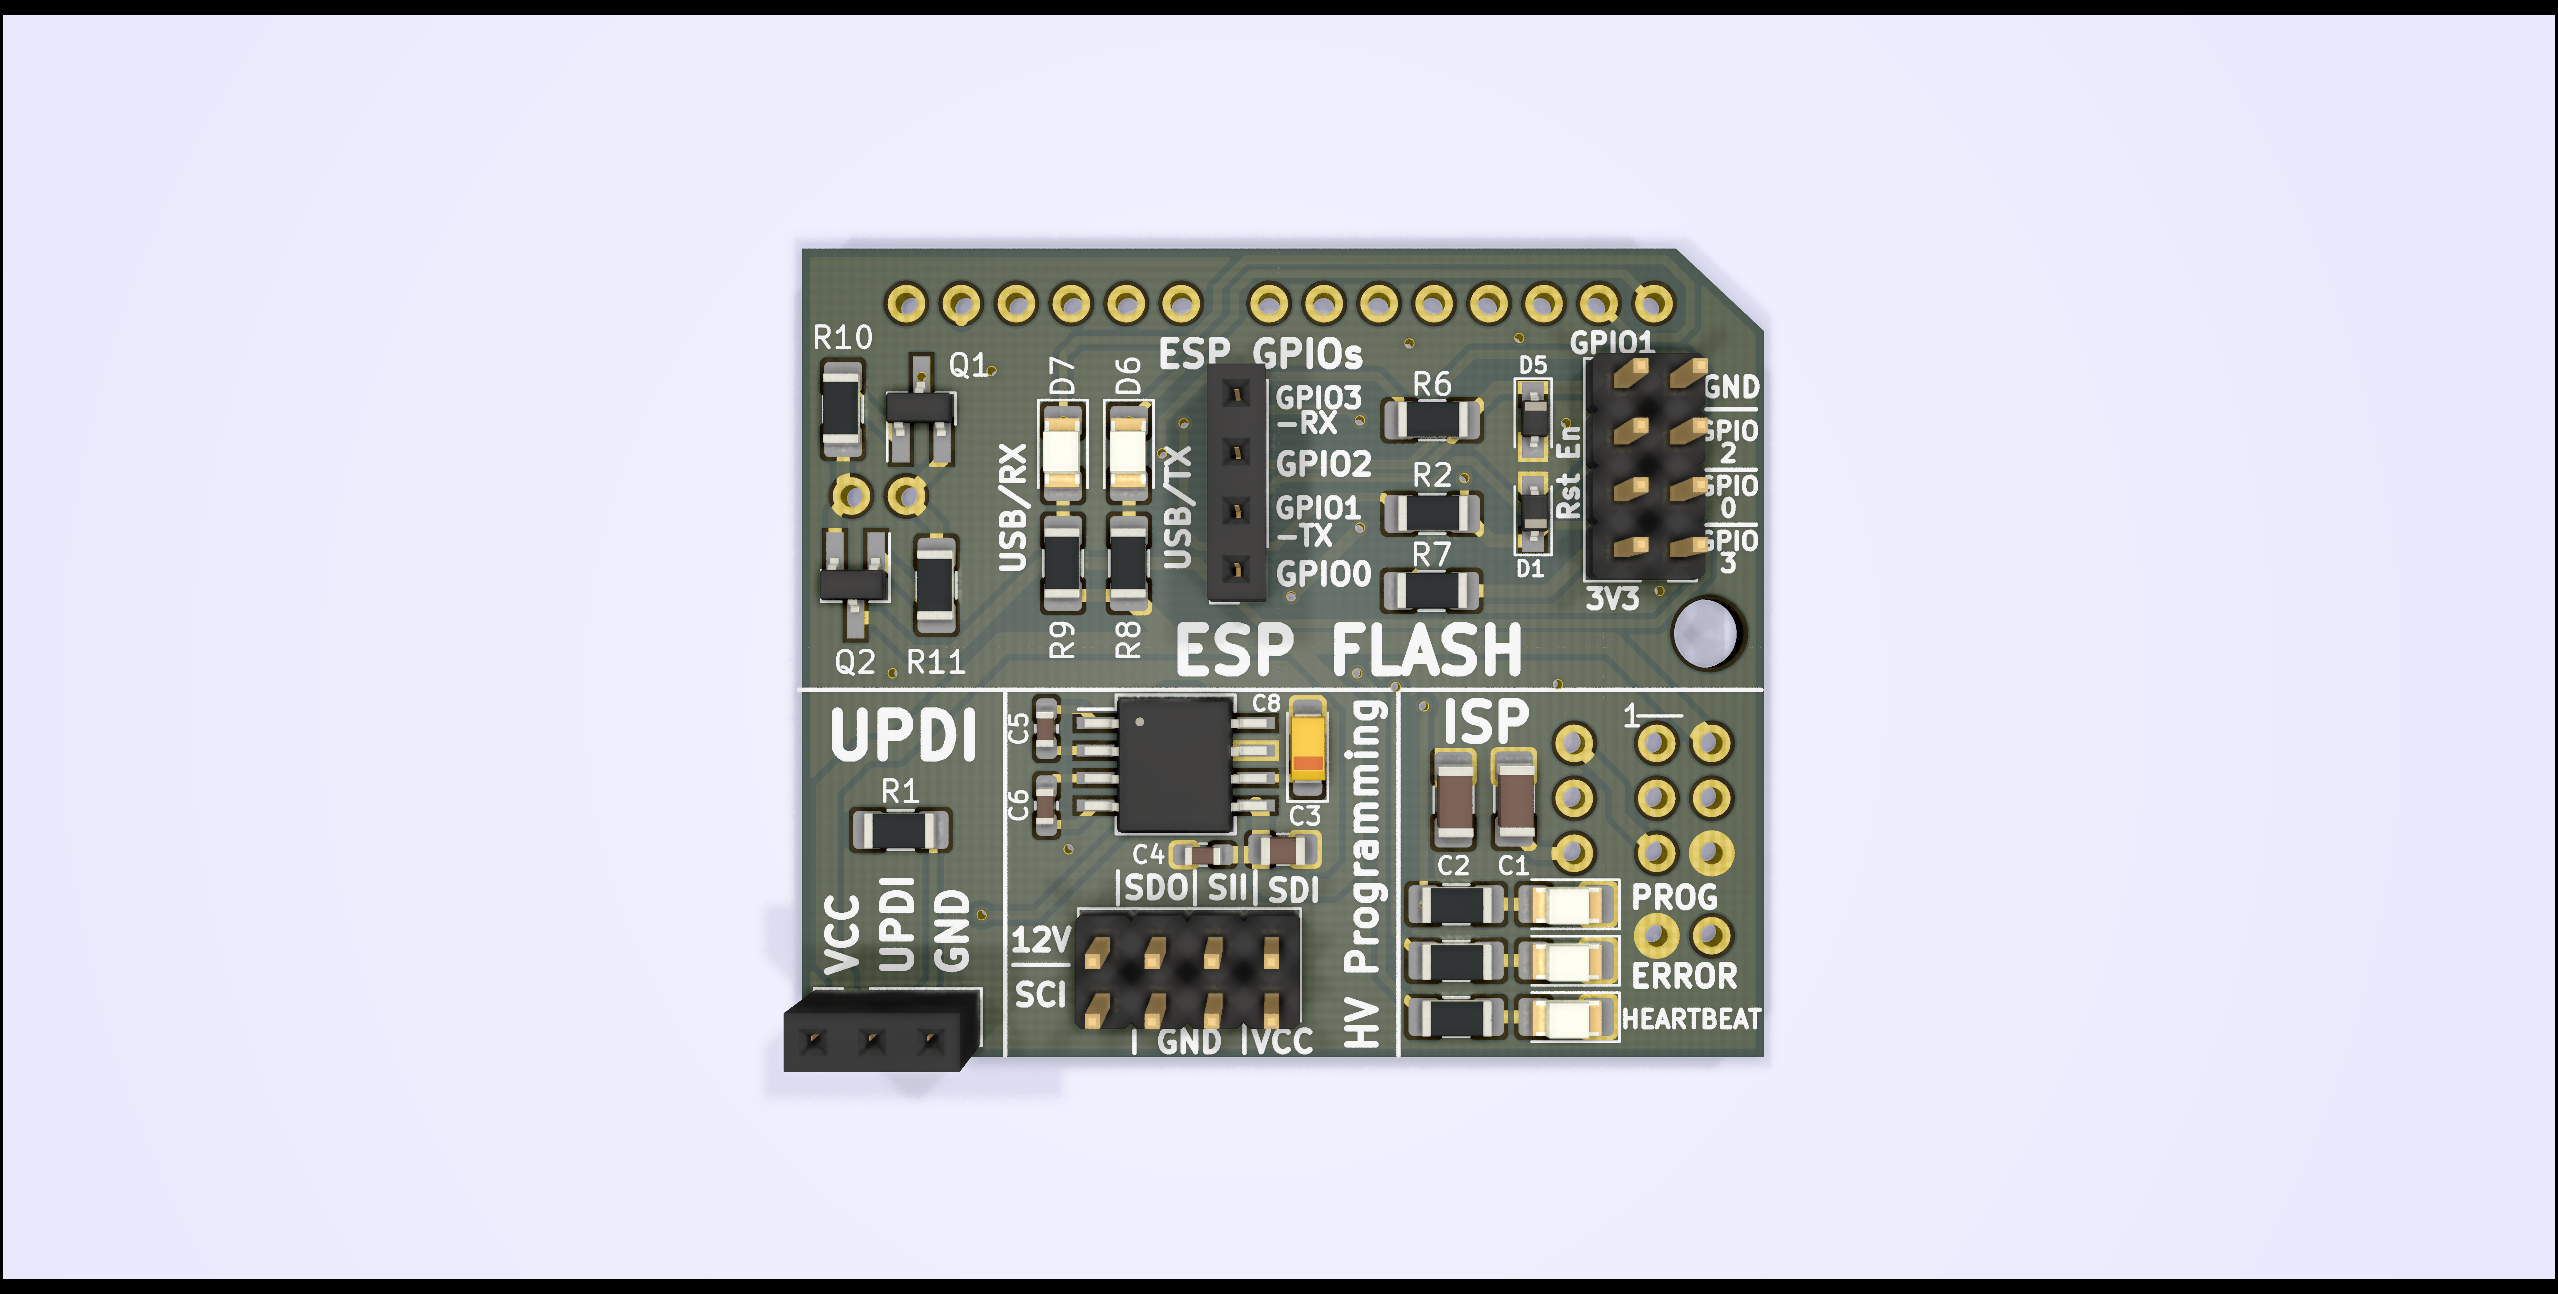 R10
Q1
D7
D6
ESP GPIOs
GPIO1
D5
R6
GND
GPIO3
-RX
GPIO
2
GPIO2
USB/RX
USB/TX
R2
Rst En
GPIO
0
GPIO1
-TX
GPIO
3
R7
D1
GPIO0
3V3
R9
R8
Q2
R11
ESP FLASH
UPDI
C5
C8
ISP
1
R1
C6
C3
C4
C2
C1
|SDO| SII| SDI
HV Programming
PROG
VCC
UPDI
GND
12V
SCI
ERROR
HEARTBEAT
| GND |VCC